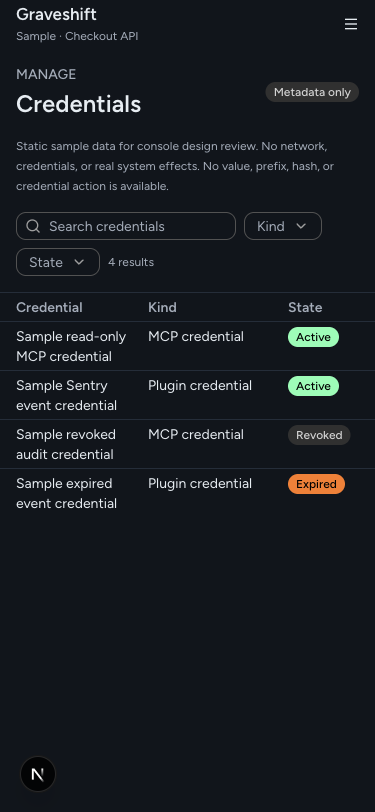 Graveshift
Sample · Checkout API
MANAGE
Credentials
Metadata only
Static sample data for console design review. No network,
credentials, or real system effects. No value, prefix, hash, or
credential action is available.
Search credentials
Kind
State
4 results
Credential Kind State
Sample read-only MCP credential Active
MCP credential
Sample Sentry Plugin credential Active
event credential
Sample revoked MCP credential Revoked
audit credential
Sample expired Plugin credential Expired
event credential
N